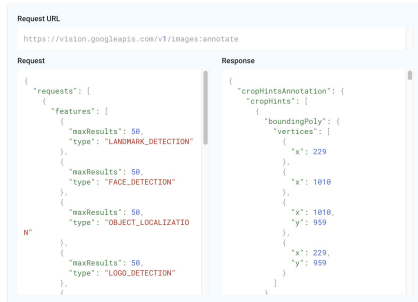 Request URL
https://vision.googleapis.com/v1/images:annotate
Request
{
"requests": [
{
"features": [
{
"maxResults": 50,
"type": "LANDMARK_DETECTION"
},
{
"maxResults": 50,
"type": "FACE_DETECTION"
},
{
"maxResults": 50,
"type": "OBJECT_LOCALIZATIO
N"
},
{
"maxResults": 50,
"type": "LOGO_DETECTION"
},
{
Response
{
"cropHintsAnnotation": {
"cropHints": [
{
"boundingPoly": {
"vertices": [
{
"x": 229
},
{
"x": 1010
},
{
"x": 1010,
"y": 959
},
{
"x": 229,
"y": 959
}
]
}